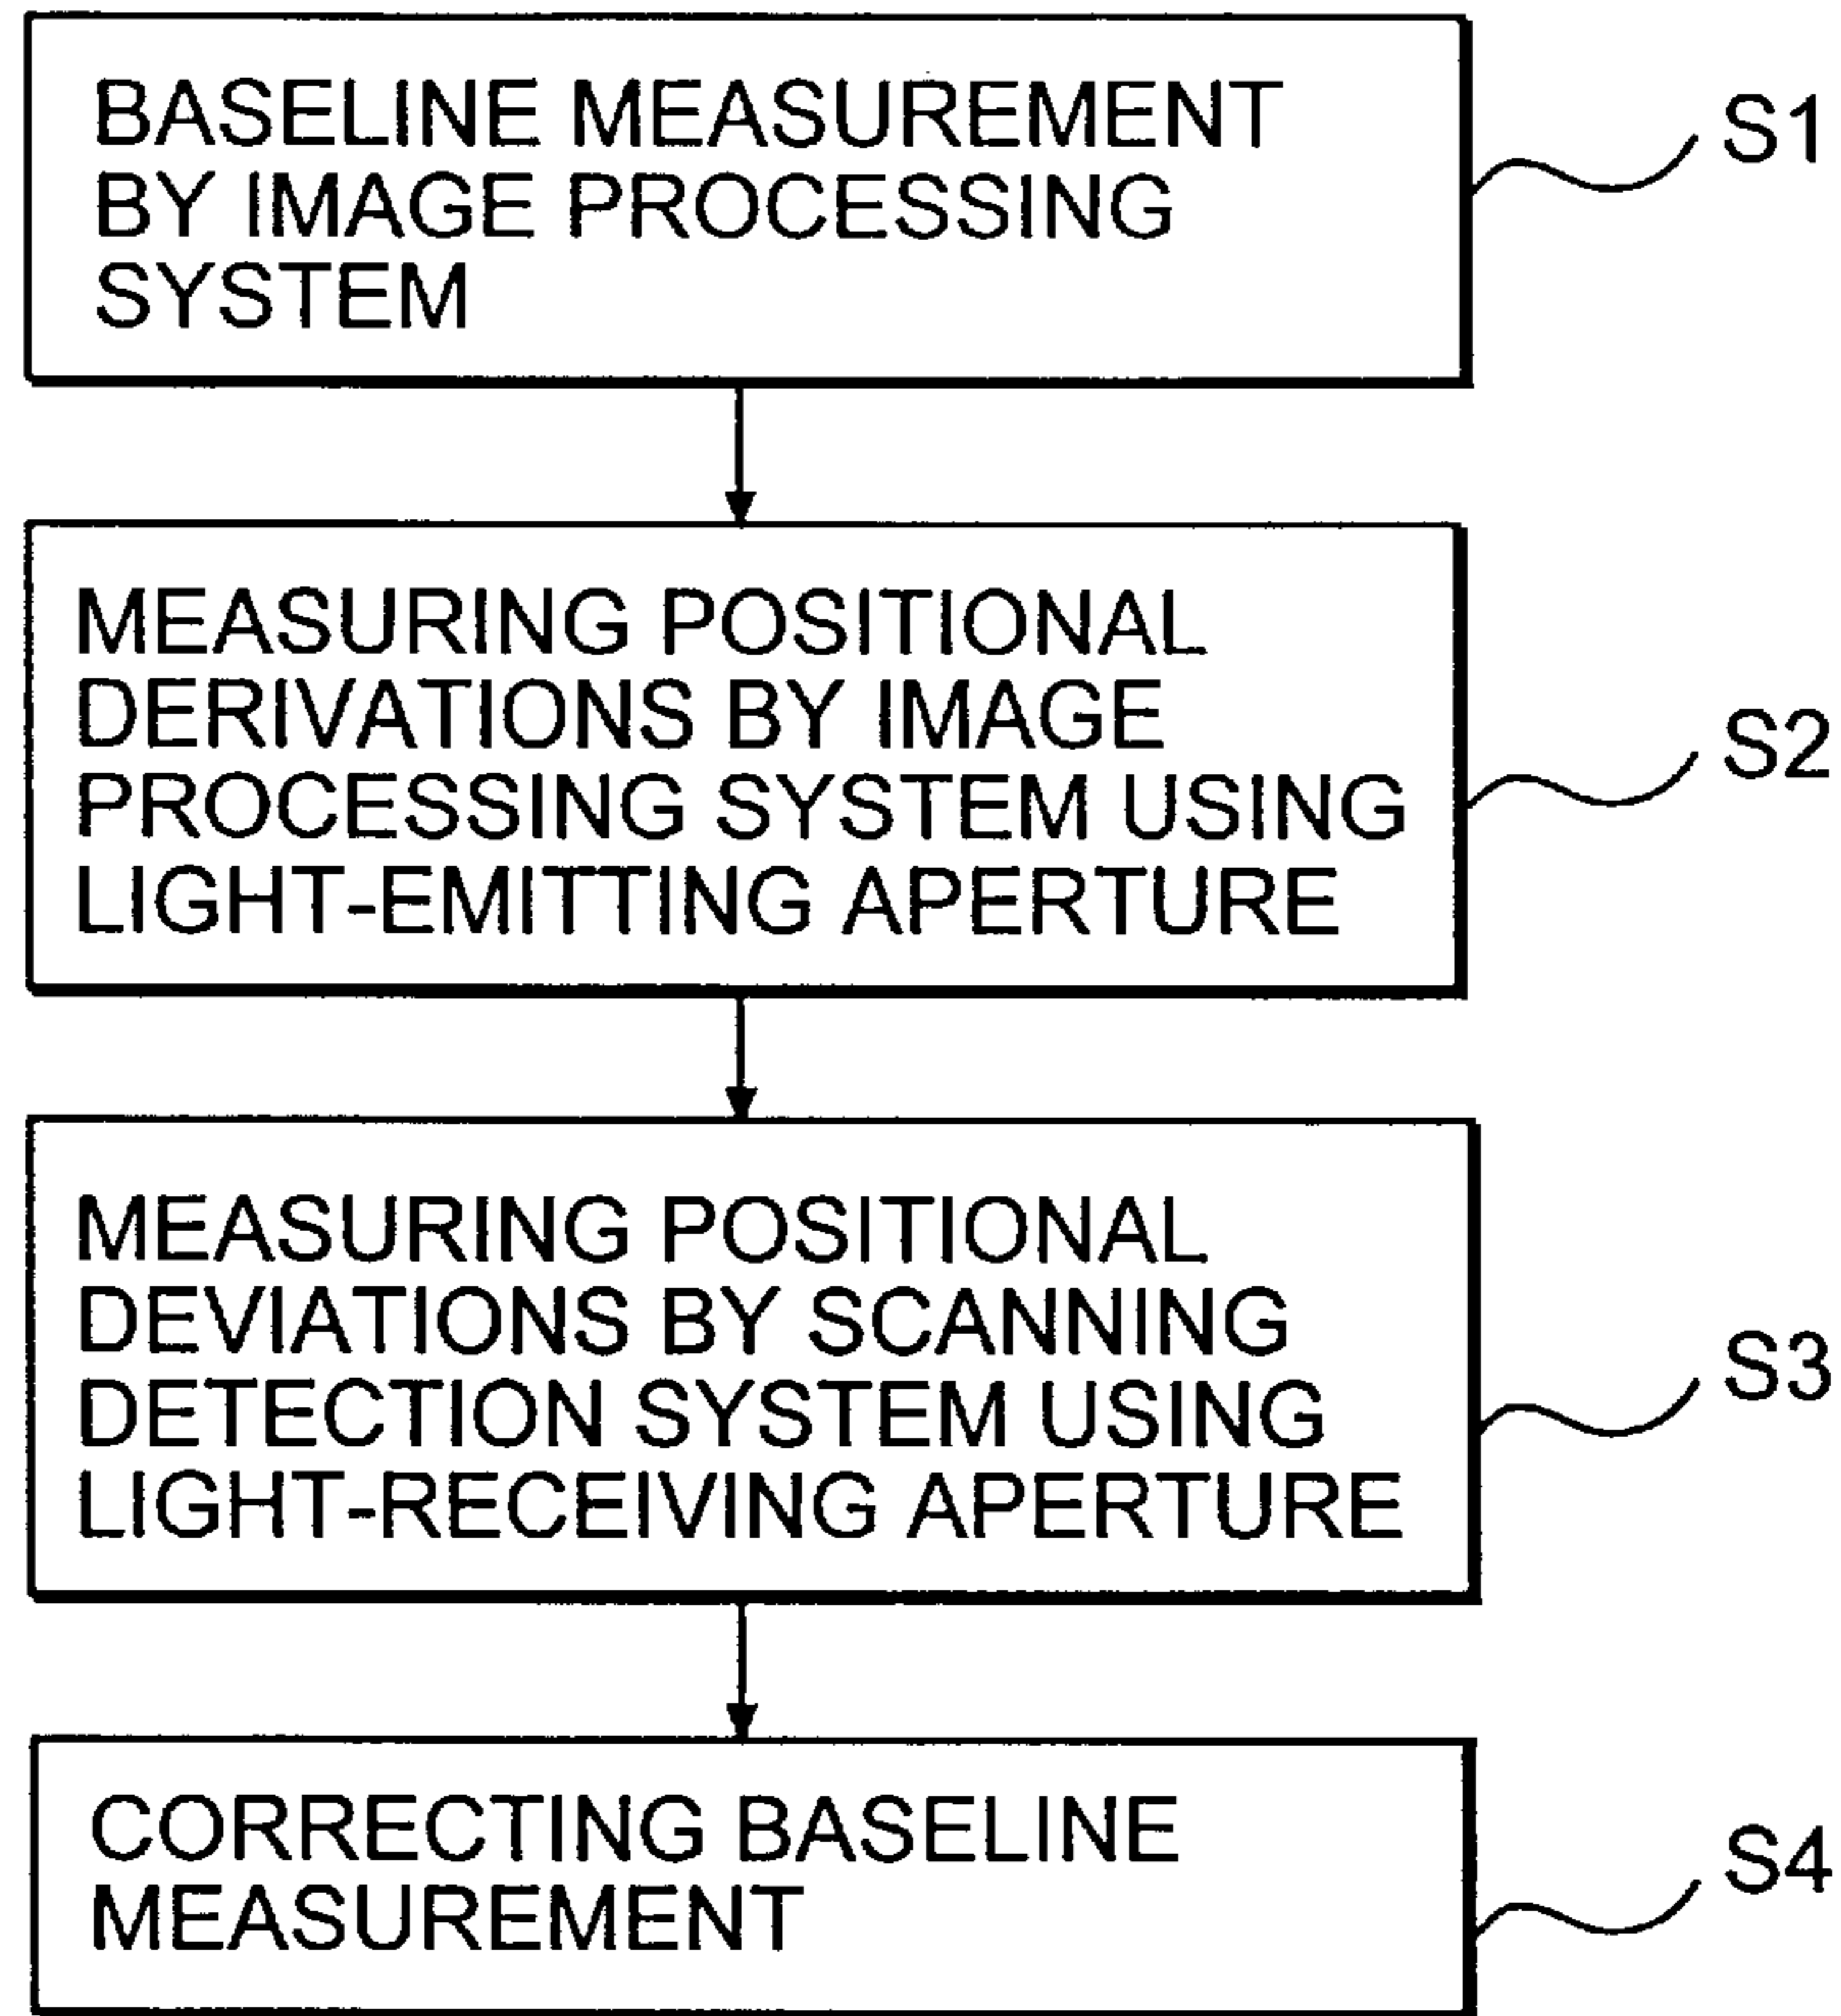 BASELINE MEASUREMENT
BY IMAGE PROCESSING
SYSTEM
S1
MEASURING POSITIONAL
DERIVATIONS BY IMAGE
PROCESSING SYSTEM USING
LIGHT-EMITTING APERTURE
S2
MEASURING POSITIONAL
DEVIATIONS BY SCANNING
DETECTION SYSTEM USING
LIGHT-RECEIVING APERTURE
S3
CORRECTING BASELINE
MEASUREMENT
S4